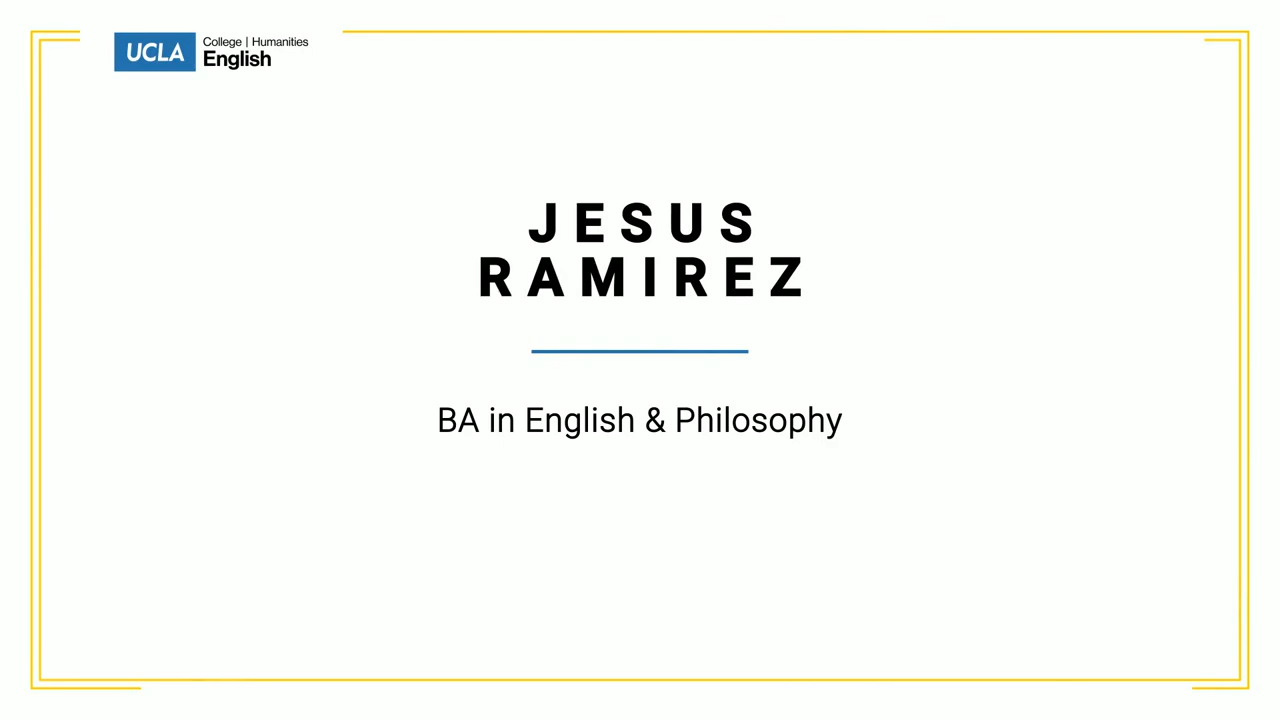 UCLA
College | Humanities
English
JESUS
RAMIREZ
BA in English & Philosophy